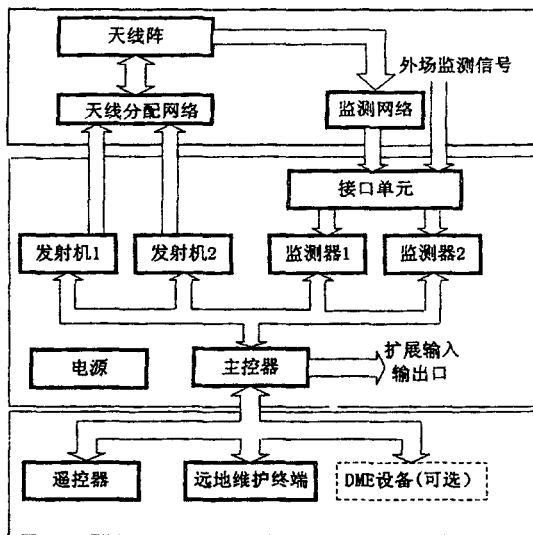 天线阵
外场监测信号
天线分配网络
监测网络
接口单元
发射机1
发射机2
监测器1
监测器2
电源
主控器
扩展输入
输出口
遥控器
远地维护终端
DME设备(可选)